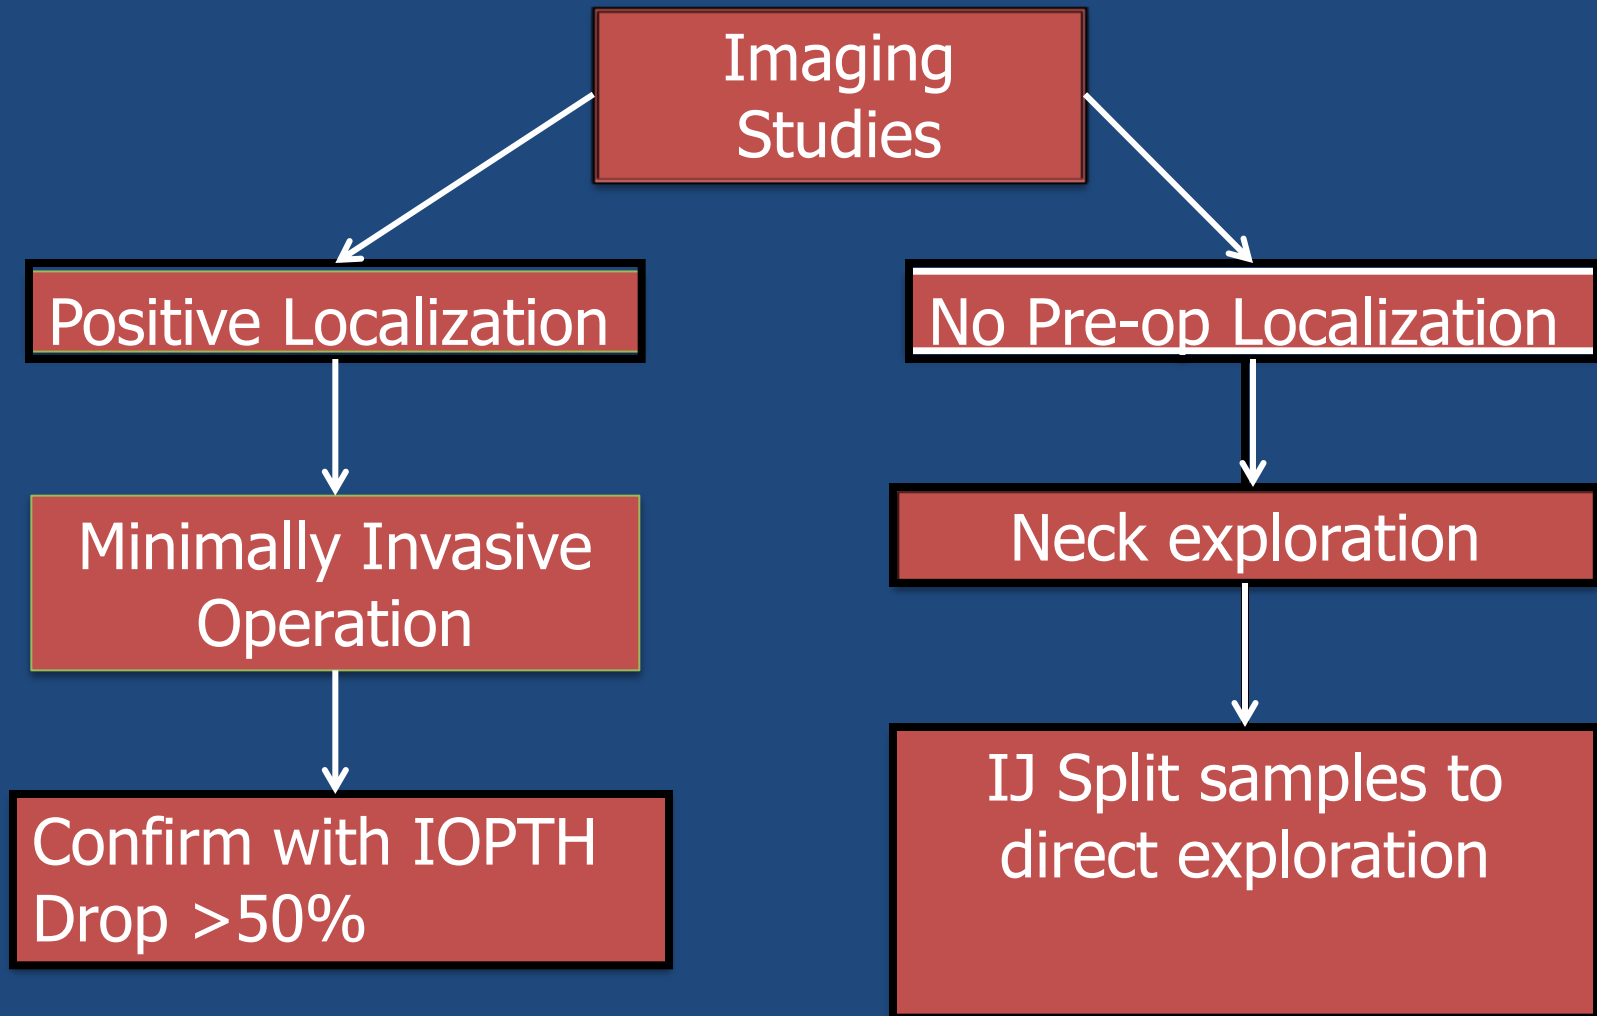 Imaging
Studies
Positive Localization
No Pre-op Localization
Minimally Invasive
Operation
Neck exploration
Confirm with IOPTH
Drop >50%
IJ Split samples to
direct exploration